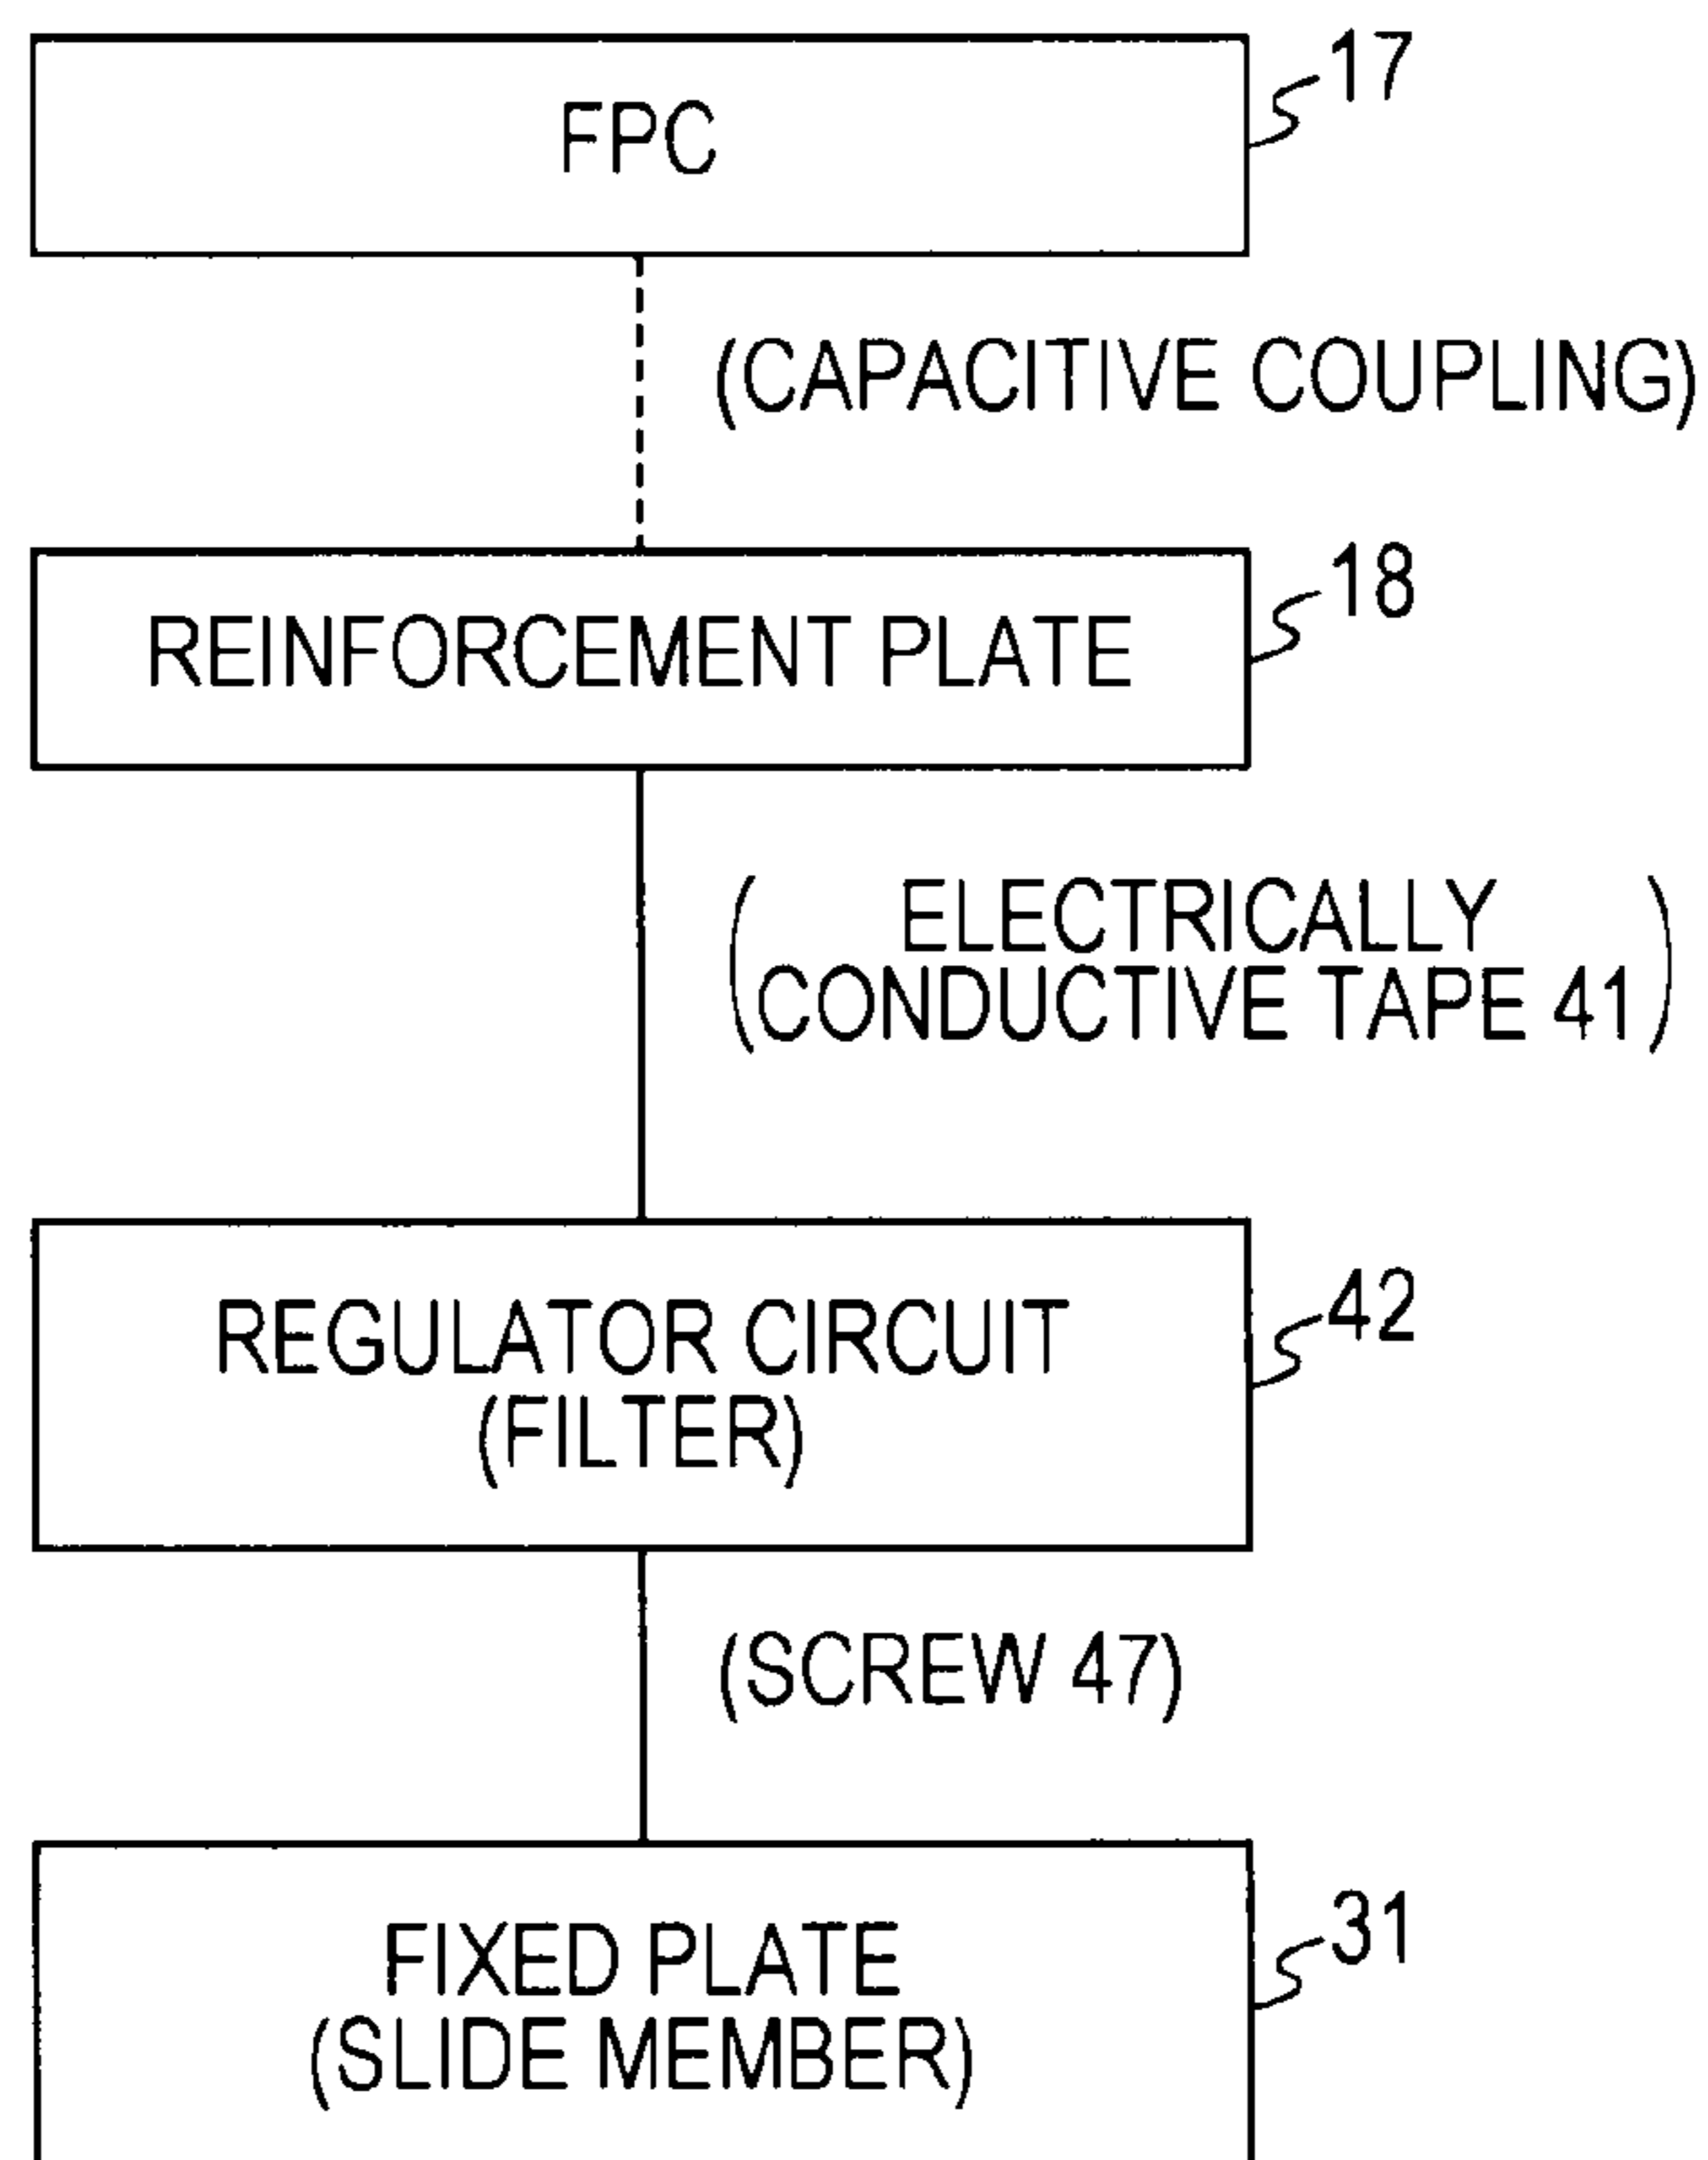 FPC
17
(CAPACITIVE COUPLING)
REINFORCEMENT PLATE
18
(ELECTRICALLY
CONDUCTIVE TAPE 41)
REGULATOR CIRCUIT
(FILTER)
42
(SCREW 47)
FIXED PLATE
(SLIDE MEMBER)
31